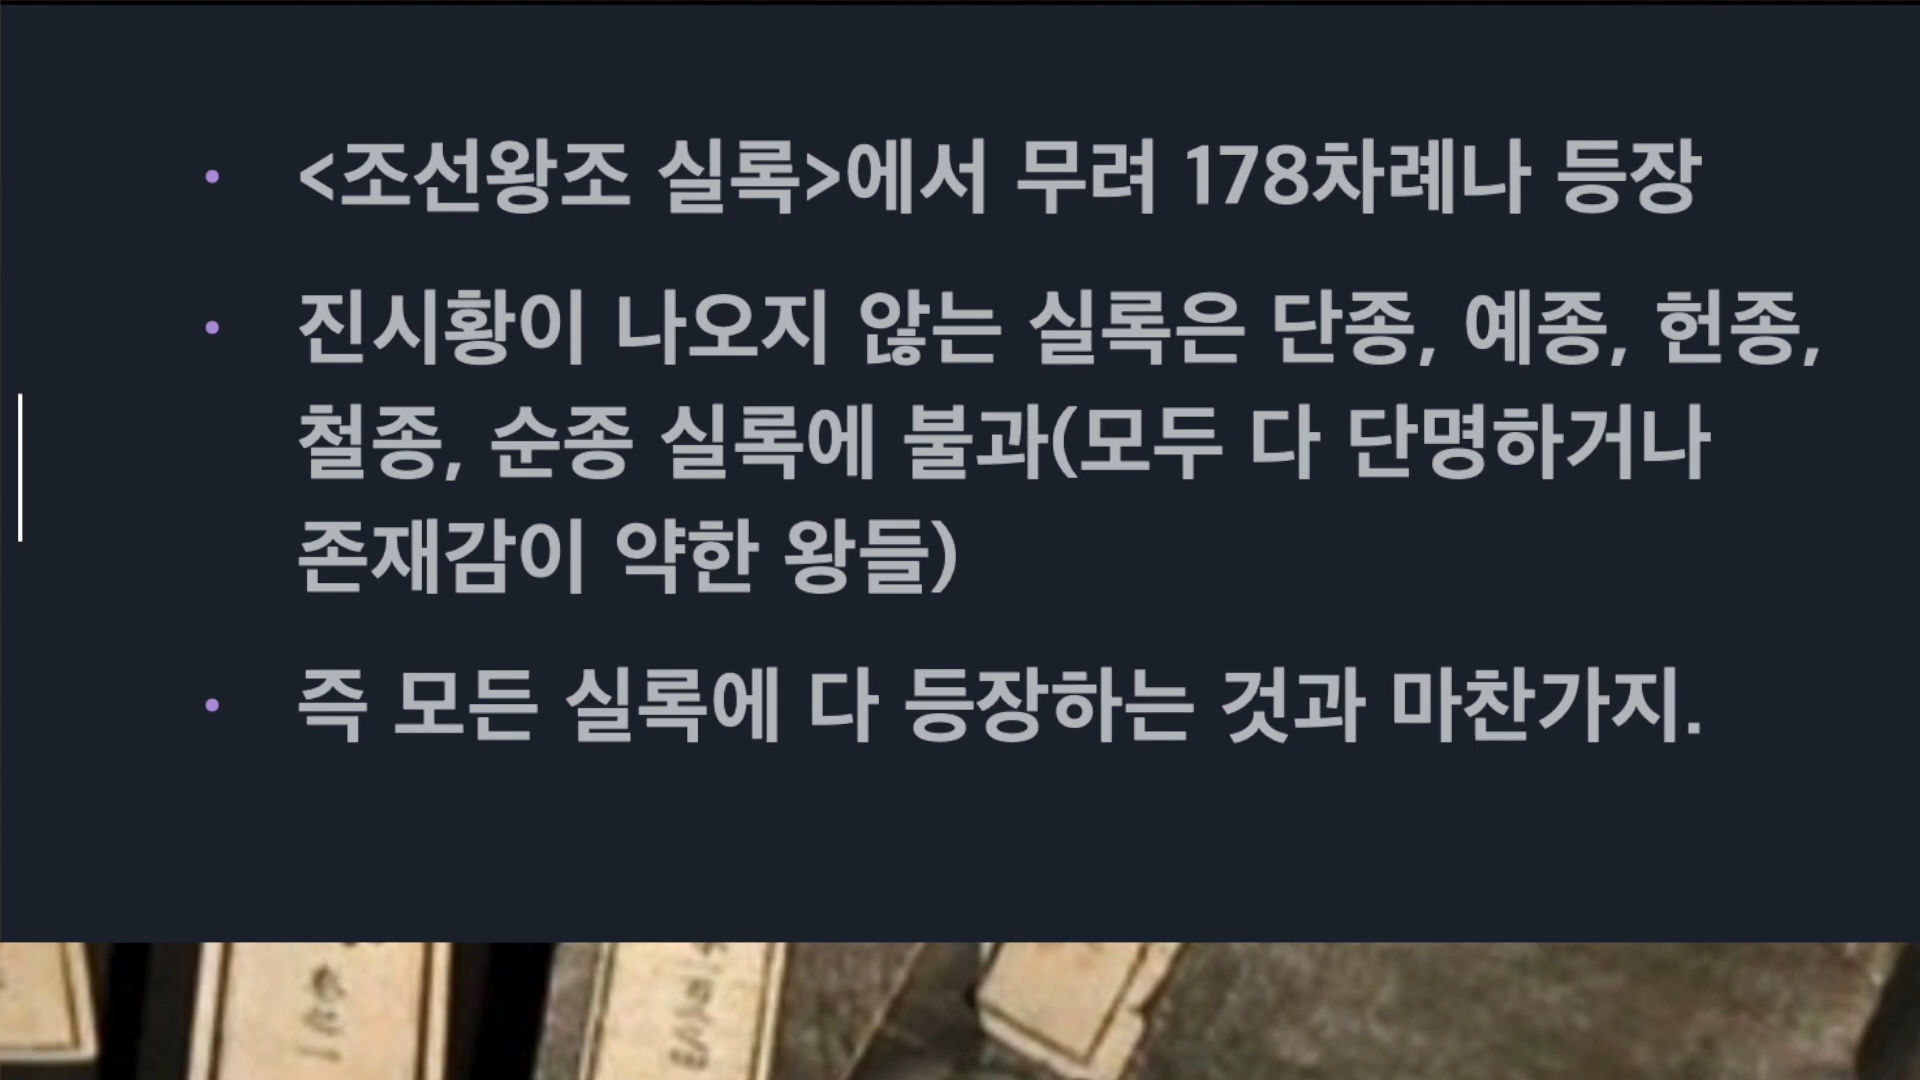 <조선왕조 실록>에서 무려 178차례나 등장
진시황이 나오지 않는 실록은 단종, 예종, 헌종,
철종, 순종 실록에 불과(모두 다 단명하거나
존재감이 약한 왕들)
즉 모든 실록에 다 등장하는 것과 마찬가지.